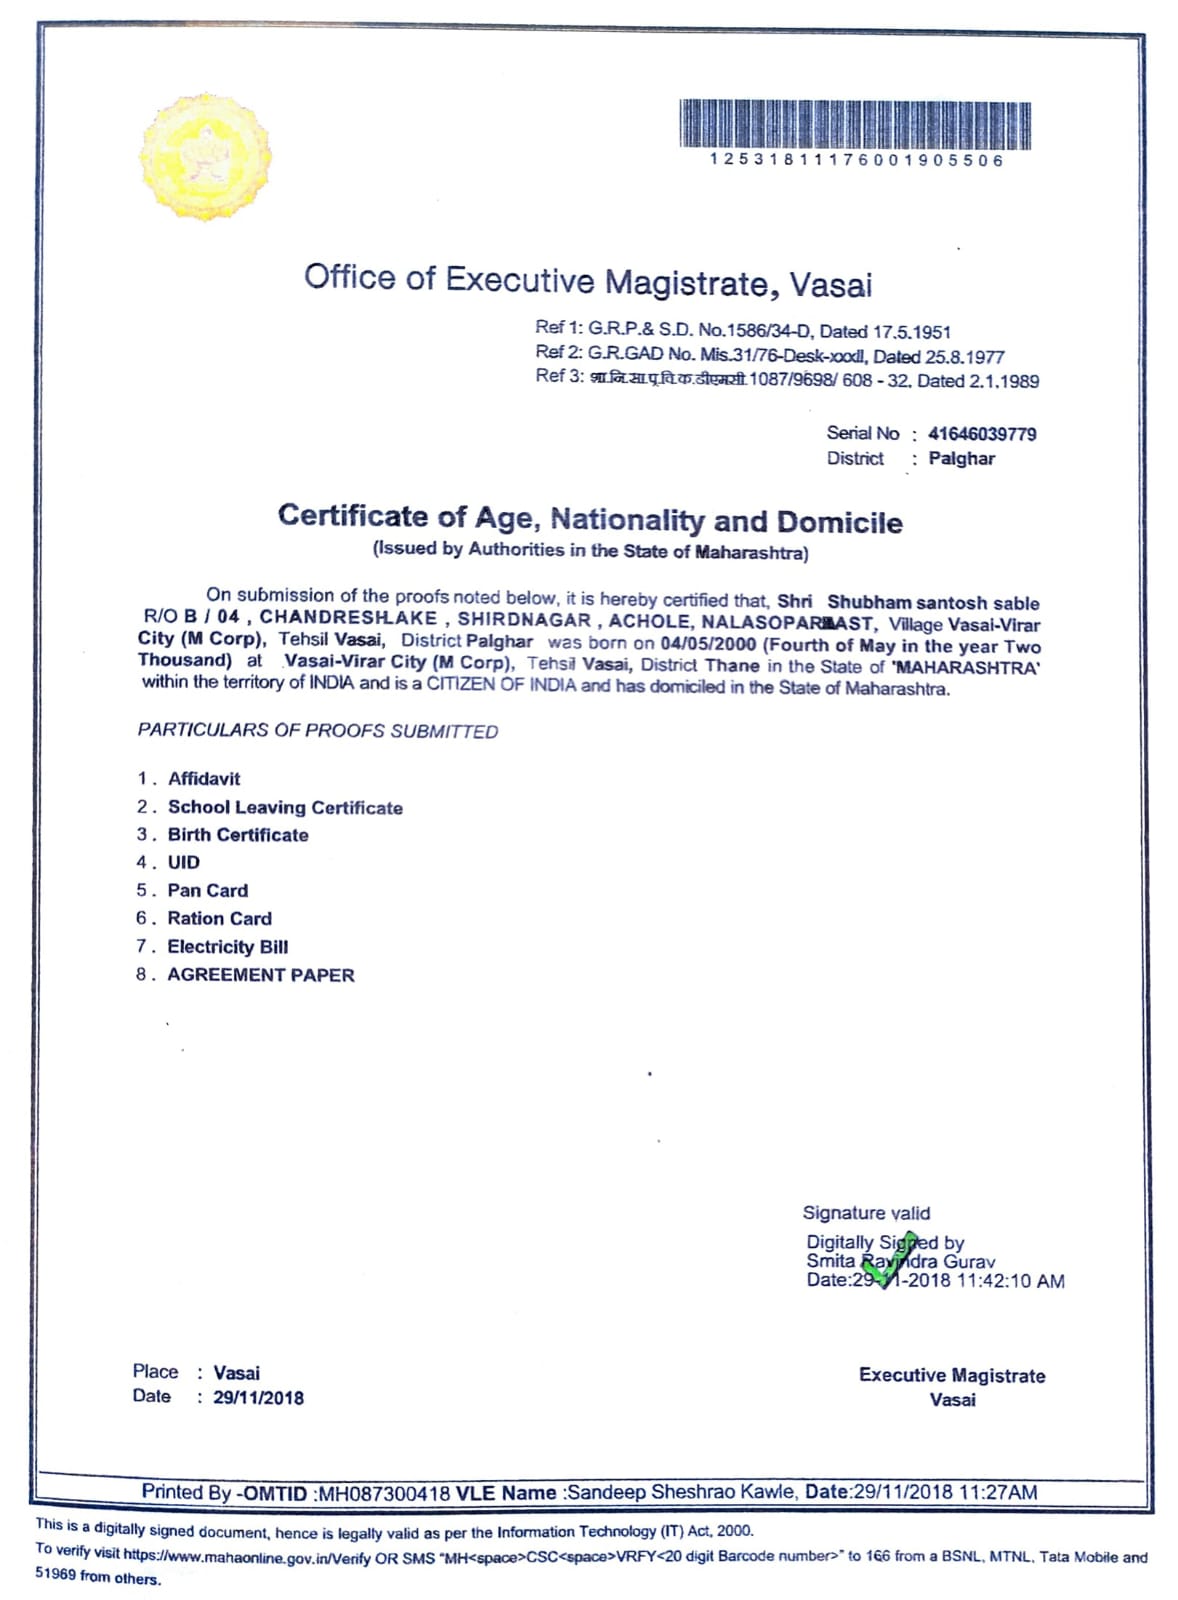 12531811176001905506
Office of Executive Magistrate, Vasai
Ref 1: G.R.P.& S.D. No.1586/34-D, Dated 17.5.1951
Ref 2: G.R.GAD No. Mis.31/76-Desk-xxxII, Dated 25.8.1977
Ref 3: शा.नि.सा.पू.वि.क.डीएमसी 1087/9698/ 608 - 32, Dated 2.1.1989
Serial No : 41646039779
District : Palghar
Certificate of Age, Nationality and Domicile
(Issued by Authorities in the State of Maharashtra)
On submission of the proofs noted below, it is hereby certified that, Shri Shubham santosh sable
R/O B / 04 , CHANDRESHLAKE , SHIRDNAGAR , ACHOLE, Village Vasai-Virar
City (M Corp), Tehsil Vasai, District Palghar was born on 04/05/2000 (Fourth of May in the year Two
Thousand) at Vasai-Virar City (M Corp), Tehsil Vasai, District Thane in the State of 'MAHARASHTRA'
within the territory of INDIA and is a CITIZEN OF INDIA and has domiciled in the State of Maharashtra.
PARTICULARS OF PROOFS SUBMITTED
1 . Affidavit
2 . School Leaving Certificate
3 . Birth Certificate
4 . UID
5 . Pan Card
6 . Ration Card
7 . Electricity Bill
8 . AGREEMENT PAPER
Signature valid
Digitally Signed by
Smita Ravindra Gurav
Date:29-11-2018 11:42:10 AM
Place : Vasai
Date : 29/11/2018
Executive Magistrate
Vasai
Printed By -OMTID :MH087300418 VLE Name :Sandeep Sheshrao Kawle, Date:29/11/2018 11:27AM
This is a digitally signed document, hence is legally valid as per the Information Technology (IT) Act, 2000.
To verify visit https://www.mahaonline.gov.in/Verify OR SMS "MH<space>CSC<space>VRFY<20 digit Barcode number>" to 166 from a BSNL, MTNL, Tata Mobile and
51969 from others.